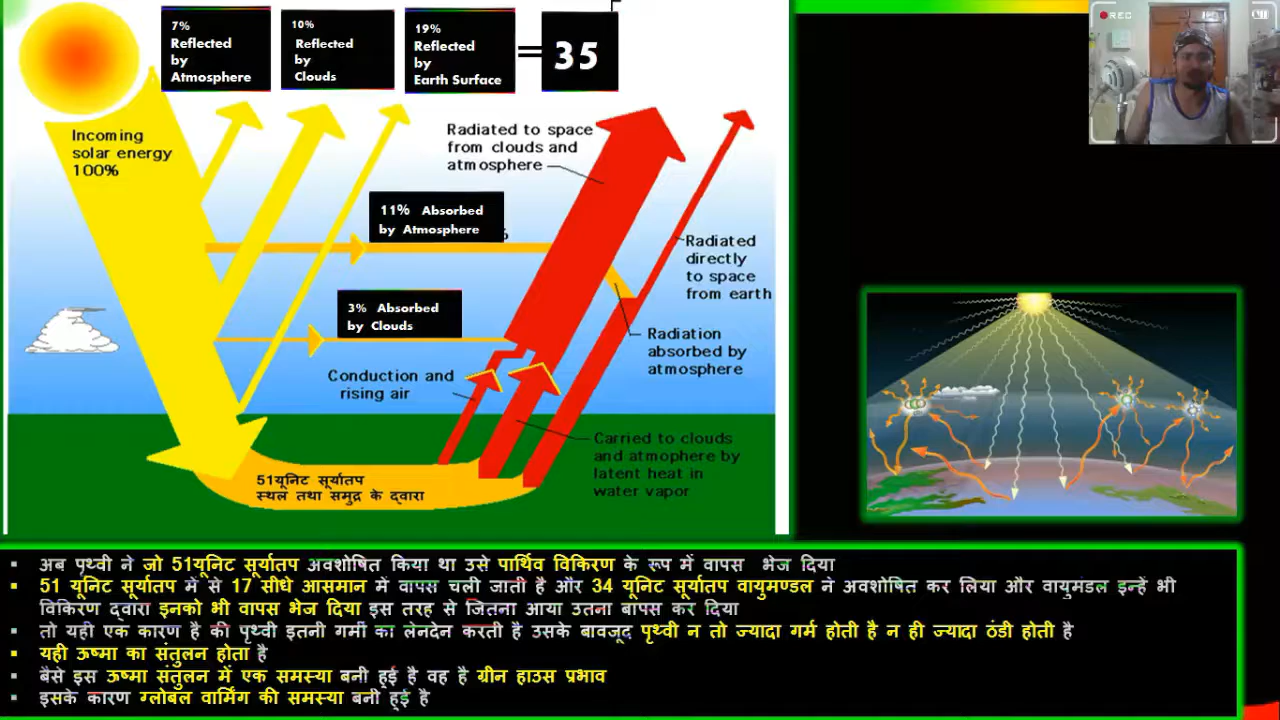 7%
Reflected
by
Atmosphere
10%
Reflected
by
Clouds
19%
Reflected
by
Earth Surface
=
35
REC
Incoming
solar energy
100%
Radiated to space
from clouds and
atmosphere
11% Absorbed
by Atmosphere
%
Radiated
directly
to space
from earth
3% Absorbed
by Clouds
Radiation
absorbed by
atmosphere
Conduction and
rising air
Carried to clouds
and atmophere by
latent heat in
water vapor
51यूनिट सूर्यातप
स्थल तथा समुद्र के द्वारा
अब पृथ्वी ने जो 51यूनिट सूर्यातप अवशोषित किया था उसे पार्थिव विकिरण के रूप में वापस भेज दिया
51 यूनिट सूर्यातप में से 17 सीधे आसमान में वापस चली जाती है और 34 यूनिट सूर्यातप वायुमण्डल ने अवशोषित कर लिया और वायुमंडल इन्हें भी
विकिरण द्वारा इनको भी वापस भेज दिया इस तरह से जितना आया उतना बापस कर दिया
तो यही एक कारण है की पृथ्वी इतनी गर्मी का लेनदेन करती है उसके बावजूद पृथ्वी न तो ज्यादा गर्म होती है न ही ज्यादा ठंडी होती है
यही ऊष्मा का संतुलन होता है
बैसे इस ऊष्मा संतुलन में एक समस्या बनी हुई है वह है ग्रीन हाउस प्रभाव
इसके कारण ग्लोबल वार्मिंग की समस्या बनी हुई है